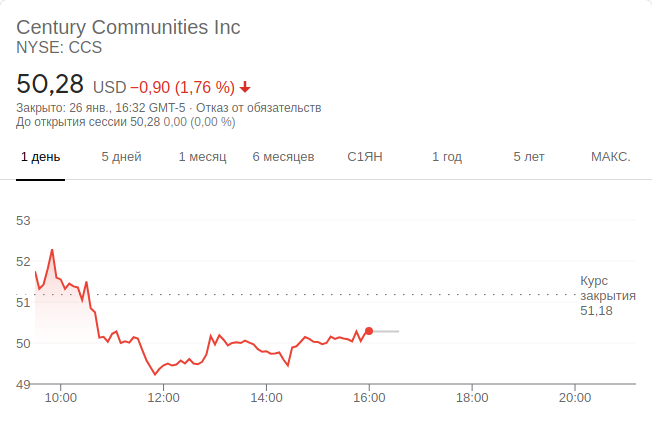 Century Communities Inc
NYSE: CCS
50,28 USD −0,90 (1,76 %)
Закрыто: 26 янв., 16:32 GMT-5 · Отказ от обязательств
До открытия сессии 50,28 0,00 (0,00 %)
1 день 5 дней 1 месяц 6 месяцев С1ЯН 1 год 5 лет МАКС.
53
52
Курс
51 закрытия
51,18
50
49
10:00 12:00 14:00 16:00 18:00 20:00